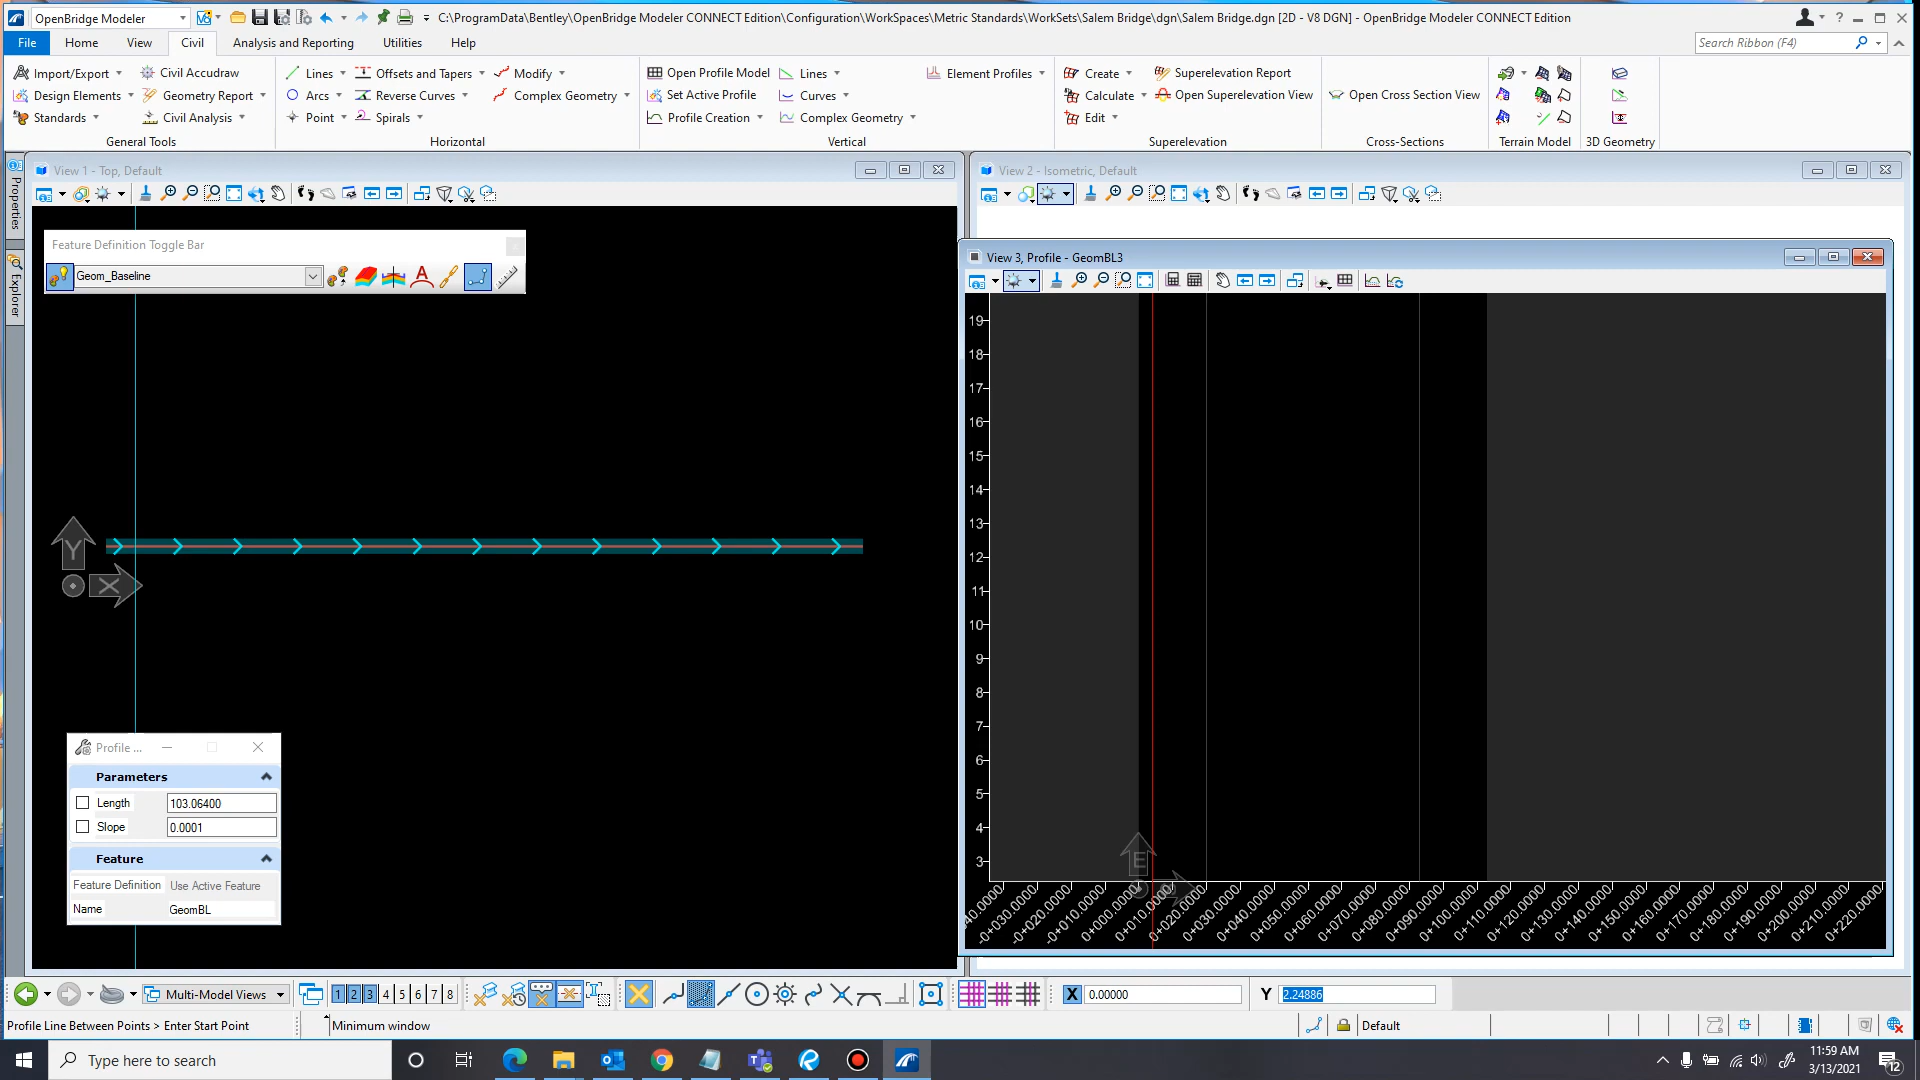 OpenBridge Modeler
C:\ProgramData\Bentley\OpenBridge Modeler CONNECT Edition\Configuration\WorkSpaces\Metric Standards\WorkSets\Salem Bridge\dgn\Salem Bridge.dgn [2D - V8 DGN] - OpenBridge Modeler CONNECT Edition
File Home View Civil Analysis and Reporting Utilities Help
Search Ribbon (F4)
Import/Export Civil Accudraw Lines Offsets and Tapers Modify Open Profile Model Lines Element Profiles Create Superelevation Report
Design Elements Geometry Report Arcs Reverse Curves Complex Geometry Set Active Profile Curves Calculate Open Superelevation View Open Cross Section View
Standards Civil Analysis Point Spirals Profile Creation Complex Geometry Edit
General Tools Horizontal Vertical Superelevation Cross-Sections Terrain Model 3D Geometry
Properties
Explorer
View 1 - Top, Default
View 2 - Isometric, Default
Feature Definition Toggle Bar
Geom_Baseline
Y
X
Profile ...
Parameters
Length 103.06400
Slope 0.0001
Feature
Feature Definition Use Active Feature
Name GeomBL
View 3, Profile - GeomBL3
19
18
17
16
15
14
13
12
11
10
9
8
7
6
5
4
3
E
40.0000 -0+030.0000 -0+020.0000 -0+010.0000 0+000.0000 0+010.0000 0+020.0000 0+030.0000 0+040.0000 0+050.0000 0+060.0000 0+070.0000 0+080.0000 0+090.0000 0+100.0000 0+110.0000 0+120.0000 0+130.0000 0+140.0000 0+150.0000 0+160.0000 0+170.0000 0+180.0000 0+190.0000 0+200.0000 0+210.0000 0+220.0000
Multi-Model Views 1 2 3 4 5 6 7 8 X 0.00000 Y 2.24886
Profile Line Between Points > Enter Start Point Minimum window Default
Type here to search
11:59 AM
3/13/2021
12